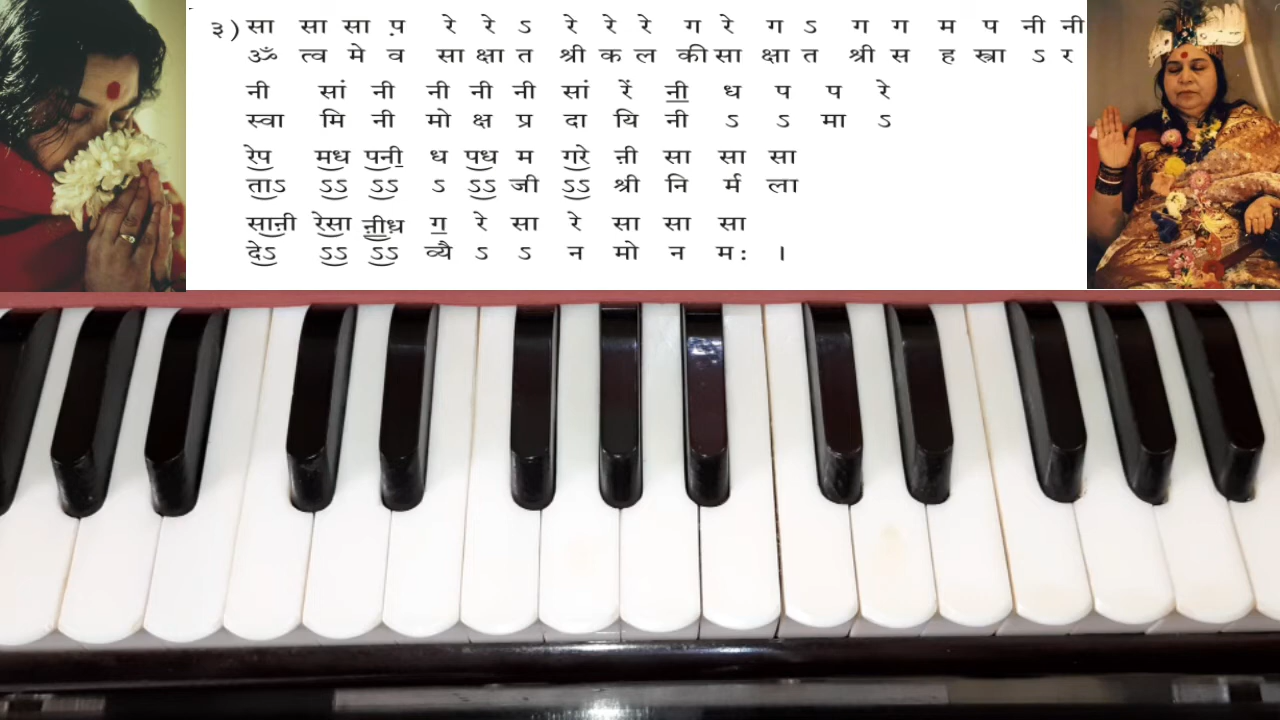 ३) सा सा सा प़ रे रे ऽ रे रे रे ग रे ग ऽ ग ग म प नी नी
ॐ त्व मे व सा क्षा त श्री क ल की सा क्षा त श्री स ह स्त्रा ऽ र
नी सां नी नी नी नी सां रें नी॒ ध प प रे
स्वा मि नी मो क्ष प्र दा यि नी ऽ ऽ मा ऽ
रेप मध पनी॒ ध पध म गरे ऩी सा सा सा
ताऽ ऽऽ ऽऽ ऽ ऽऽ जी ऽऽ श्री नि र्म ला
साऩी रेसा ऩी॒ध ग॒ रे सा रे सा सा सा
देऽ ऽऽ ऽऽ व्यै ऽ ऽ न मो न मः ।